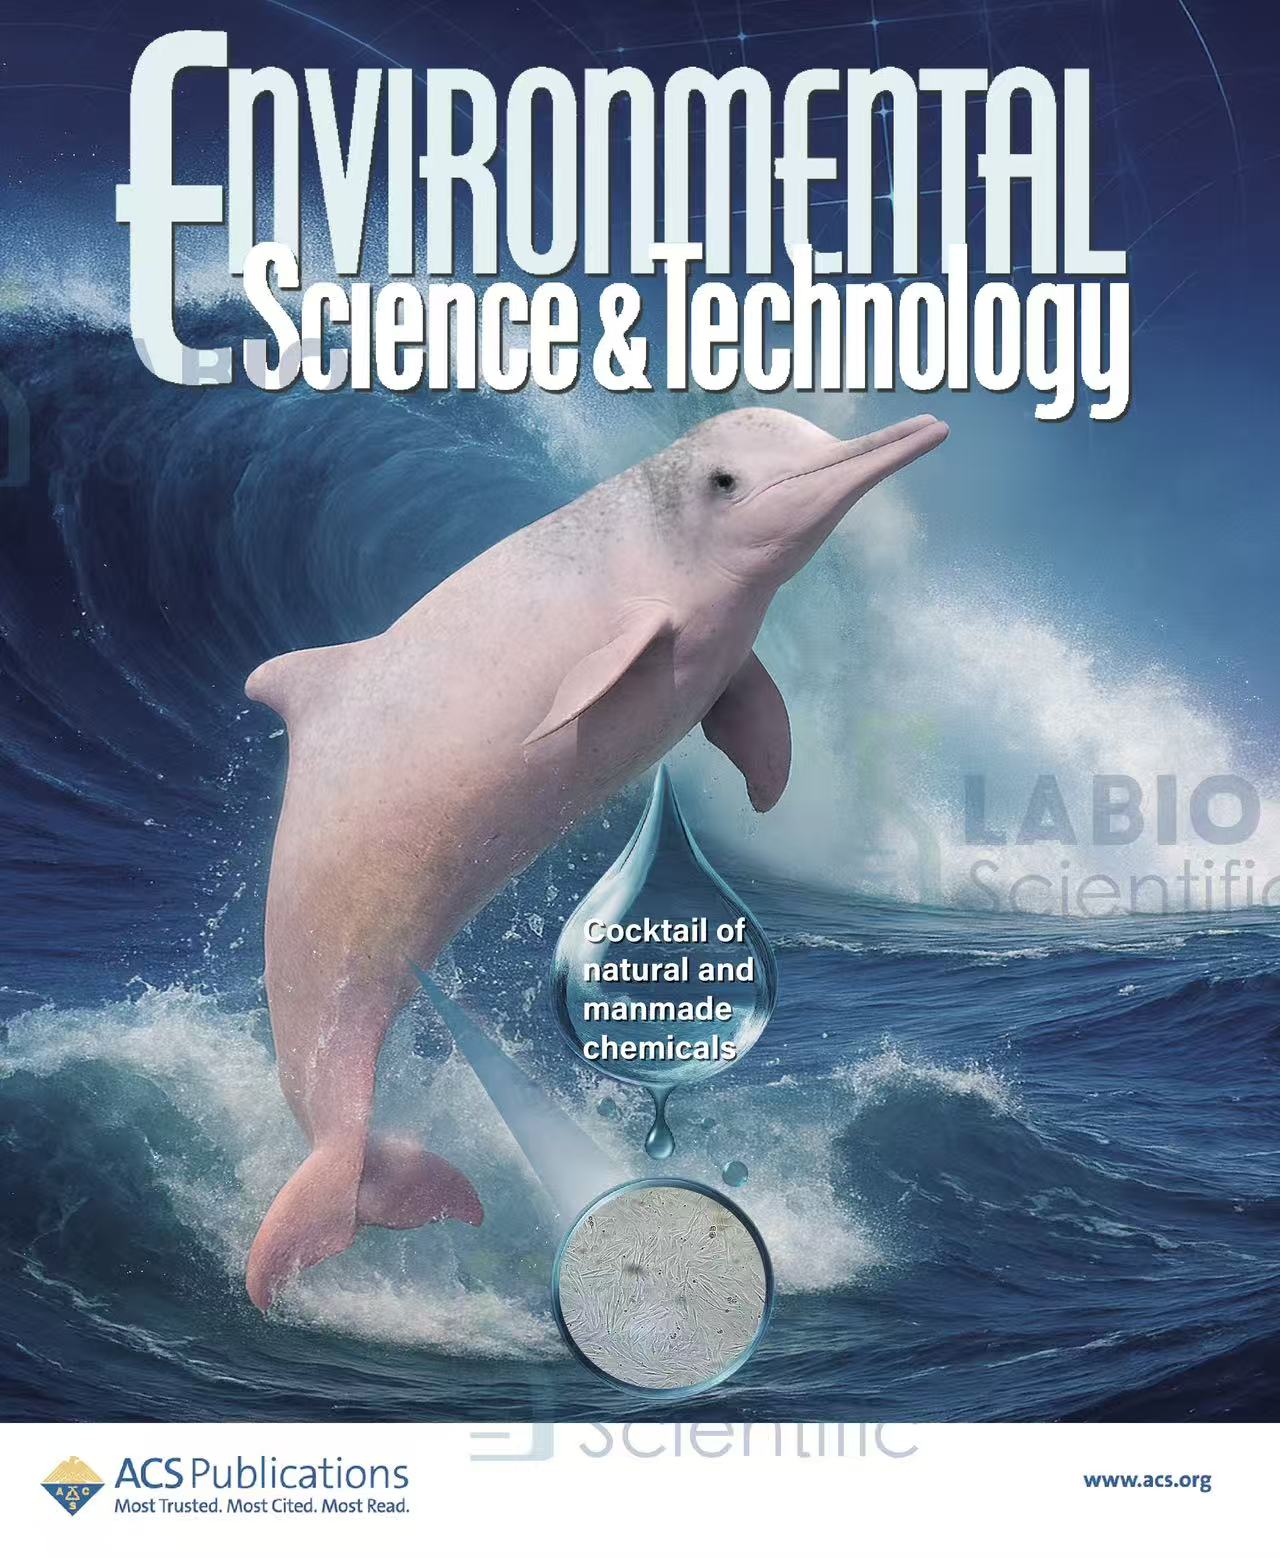 ENVIRONMENTAL
Science & Technology
LABIO
LABIO
Scientific
Cocktail of
natural and
manmade
chemicals
Scientific
ACS Publications
Most Trusted. Most Cited. Most Read.
A C S
www.acs.org